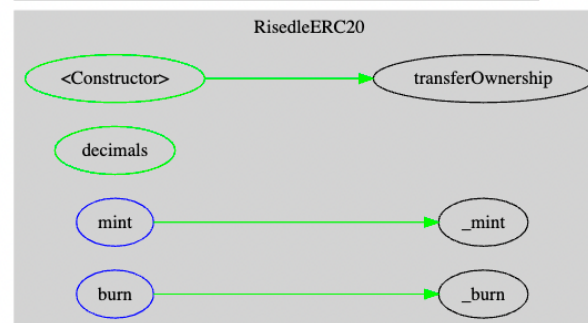 RisedleERC20
<Constructor> transferOwnership
decimals
mint _mint
burn _burn